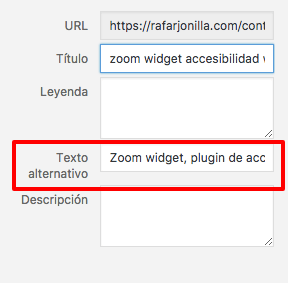 URL https://rafarjonilla.com/cont
Título zoom widget accesibilidad
Leyenda
Texto alternativo Zoom widget, plugin de acc
Descripción